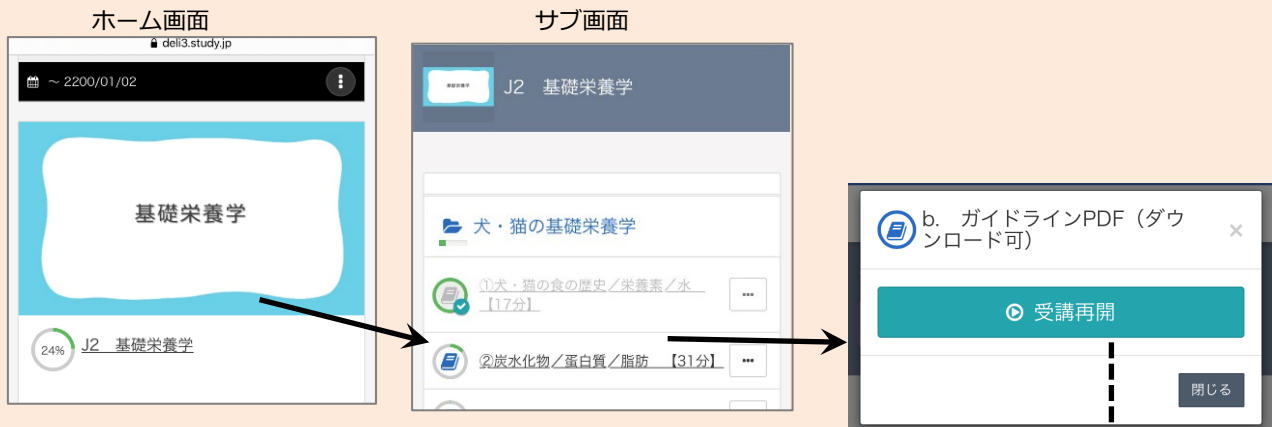 ホーム画面
deli3.study.jp
～ 2200/01/02
基礎栄養学
24%
J2　基礎栄養学
サブ画面
基礎栄養学
J2　基礎栄養学
犬・猫の基礎栄養学
①犬・猫の食の歴史／栄養素／水
【17分】
②炭水化物／蛋白質／脂肪　【31分】
b.　ガイドラインPDF（ダウ
ンロード可）
×
受講再開
閉じる